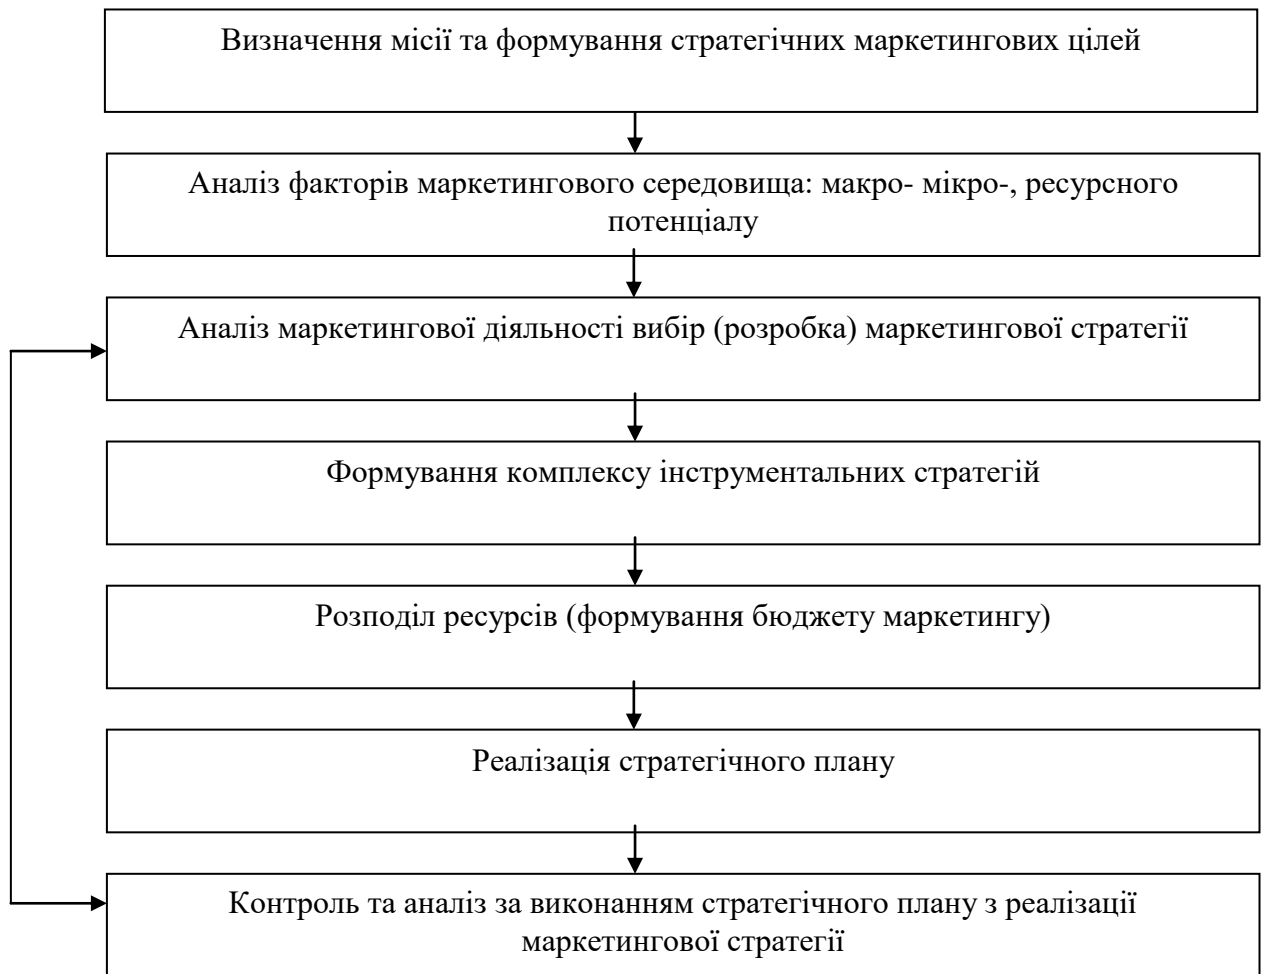 Визначення місії та формування стратегічних маркетингових цілей
Аналіз факторів маркетингового середовища: макро- мікро-, ресурсного
потенціалу
Аналіз маркетингової діяльності вибір (розробка) маркетингової стратегії
Формування комплексу інструментальних стратегій
Розподіл ресурсів (формування бюджету маркетингу)
Реалізація стратегічного плану
Контроль та аналіз за виконанням стратегічного плану з реалізації
маркетингової стратегії